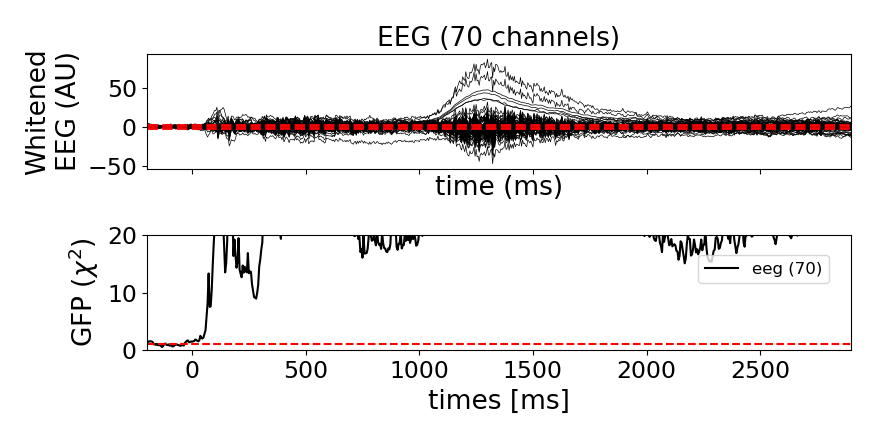 EEG (70 channels)
Whitened
EEG (AU)
50
0
−50
time (ms)
GFP (χ²)
20
10
0
eeg (70)
0 500 1000 1500 2000 2500
times [ms]